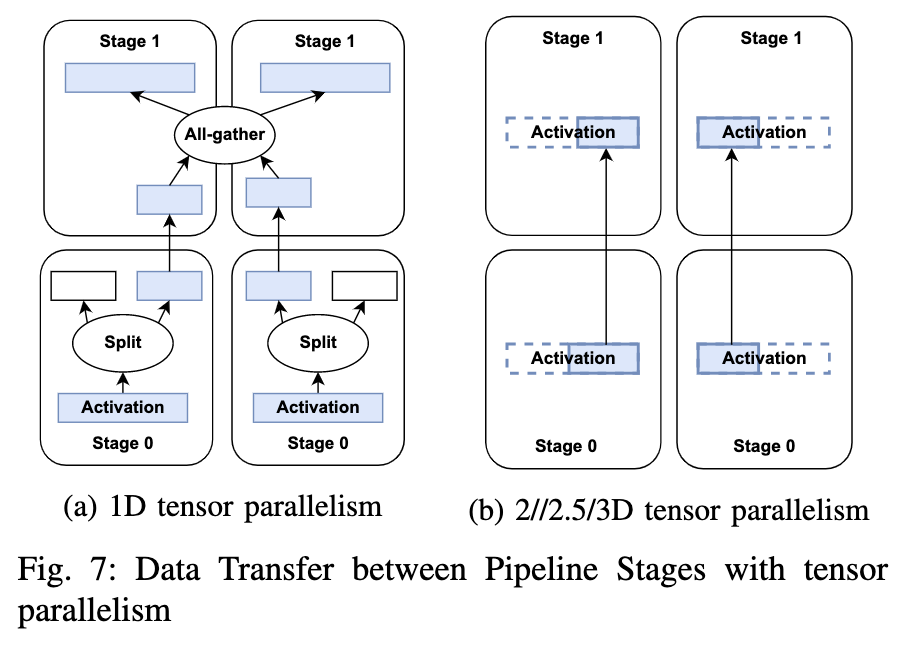 Stage 1
Stage 1
All-gather
Split
Split
Activation
Activation
Stage 0
Stage 0
(a) 1D tensor parallelism
Stage 1
Stage 1
Activation
Activation
Activation
Activation
Stage 0
Stage 0
(b) 2//2.5/3D tensor parallelism
Fig. 7: Data Transfer between Pipeline Stages with tensor
parallelism